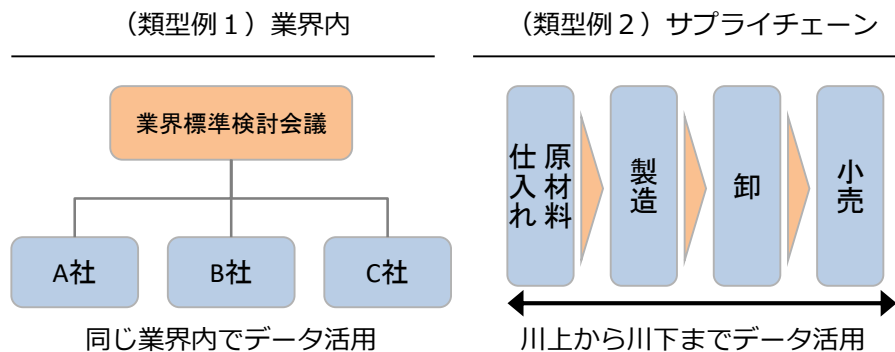 （類型例１）業界内
業界標準検討会議
A社
B社
C社
同じ業界内でデータ活用
（類型例２）サプライチェーン
原材料
仕入れ
製造
卸
小売
川上から川下までデータ活用